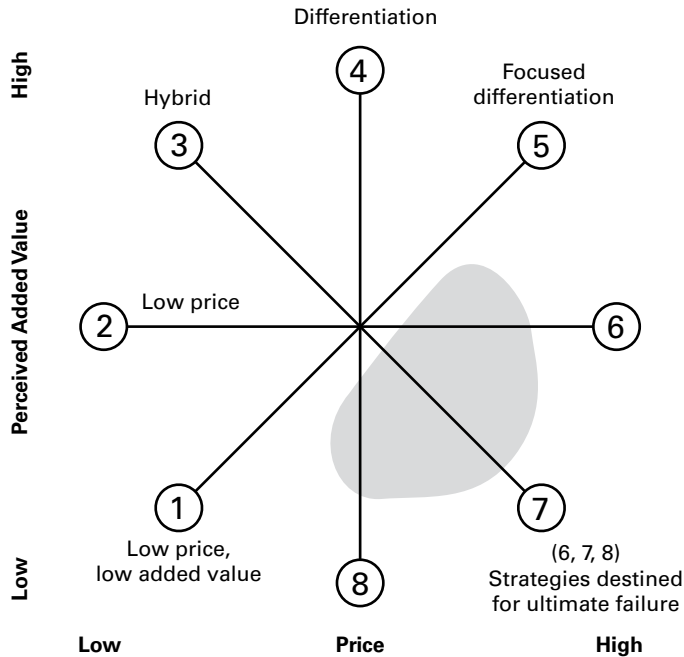 Differentiation
High
4
Focused
differentiation
Hybrid
3
5
Perceived Added Value
Low price
2
6
1
7
Low price,
low added value
(6, 7, 8)
Strategies destined
for ultimate failure
8
Low
Low
Price
High